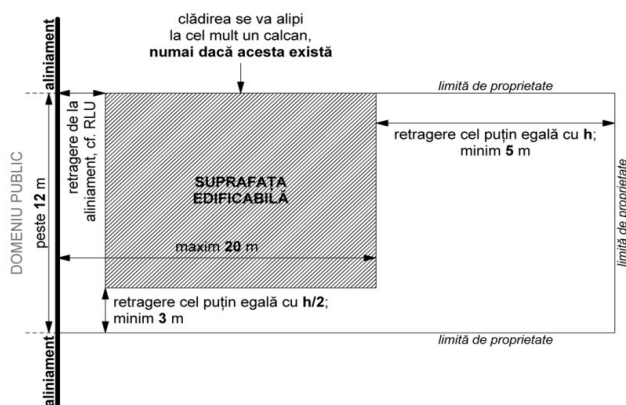 clădirea se va alipi
la cel mult un calcan,
numai dacă acesta există
aliniament
limită de proprietate
retragere de la
aliniament, cf. RLU
retragere cel puțin egală cu h;
minim 5 m
SUPRAFAȚA
EDIFICABILĂ
DOMENIU PUBLIC
peste 12 m
maxim 20 m
limită de proprietate
retragere cel puțin egală cu h/2;
minim 3 m
limită de proprietate
aliniament